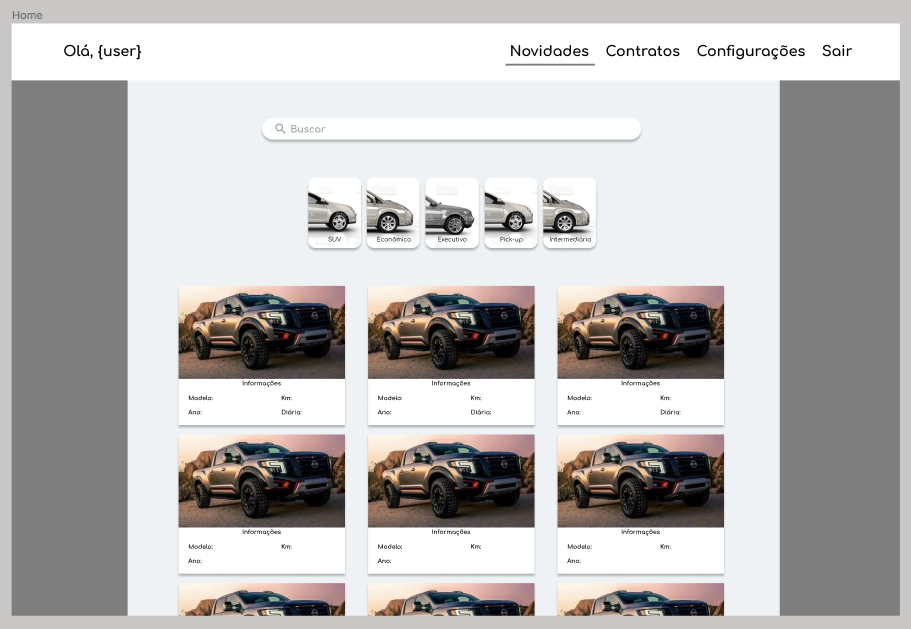 Home
Olá, {user}
Novidades Contratos Configurações Sair
Buscar
SUV Econômico Executivo Pick-up Intermediário
Informações Informações Informações
Modelo: Km: Modelo: Km: Modelo: Km:
Ano: Diária: Ano: Diária: Ano: Diária:
Informações Informações Informações
Modelo: Km: Modelo: Km: Modelo: Km:
Ano: Ano: Ano: